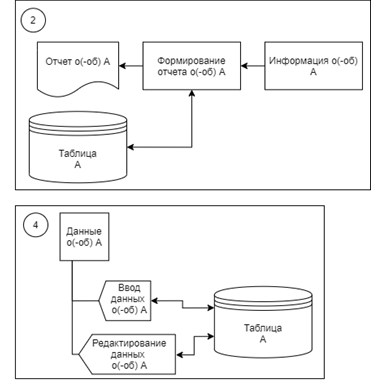 2
Отчет о(-об) А
Формирование
отчета о(-об) А
Информация о(-об)
А
Таблица
А
4
Данные
о(-об) А
Ввод
данных
о(-об) А
Редактирование
данных
о(-об) А
Таблица
А